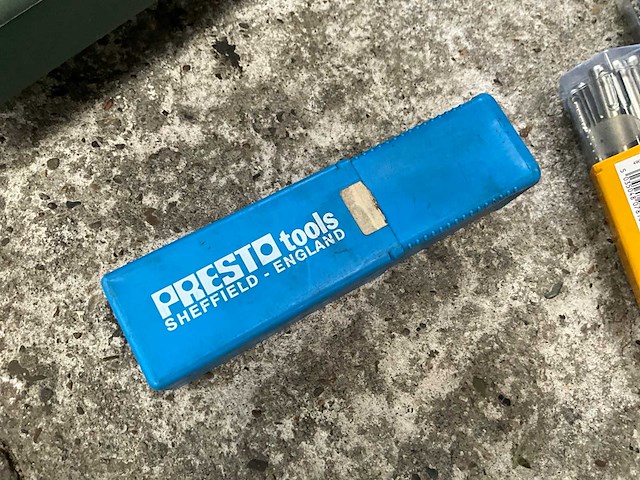 PRESTO tools
SHEFFIELD - ENGLAND